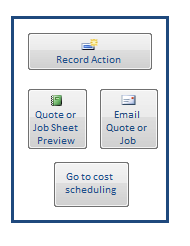 Record Action
Quote or
Job Sheet
Preview
Email
Quote or
Job
Go to cost
scheduling